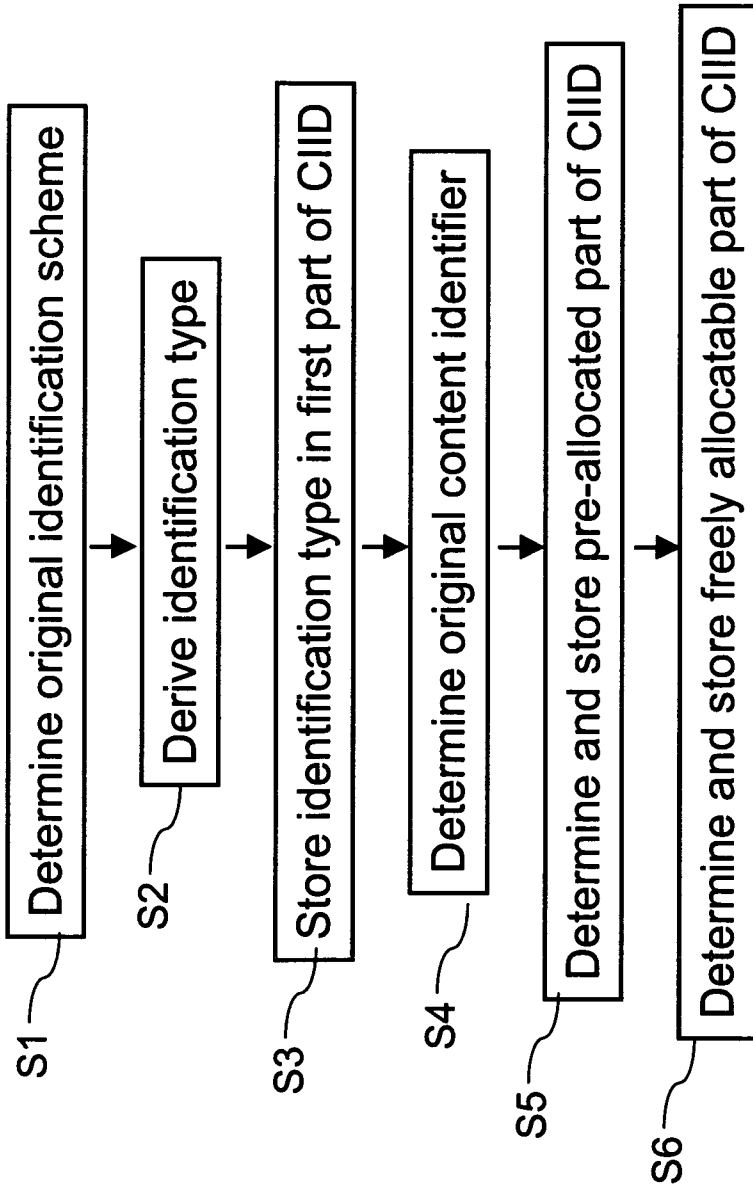 S1
Determine original identification scheme
S2
Derive identification type
S3
Store identification type in first part of CIID
S4
Determine original content identifier
S5
Determine and store pre-allocated part of CIID
S6
Determine and store freely allocatable part of CIID